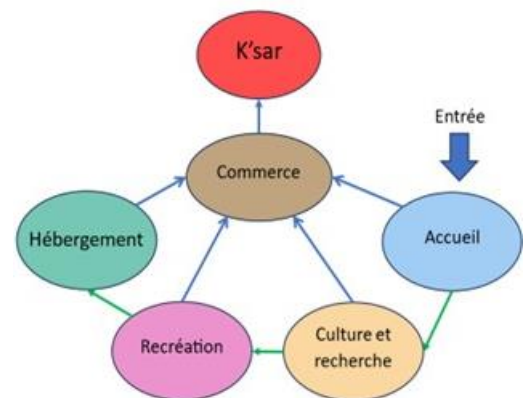 K'sar
Entrée
Commerce
Hébergement
Accueil
Recréation
Culture et
recherche